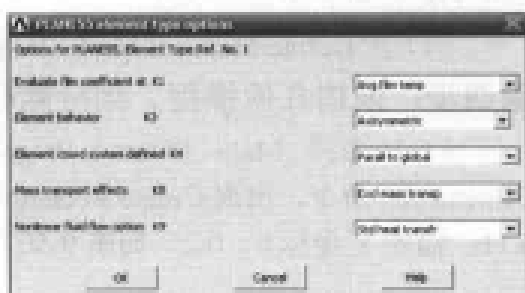 PLANE55 element type options
Options for PLANE55, Element Type Ref. No. 1
Evaluate film coefficient at K1 Avg film temp
Element behavior K3 Axisymmetric
Element coord system defined K4 Parall to global
Mass transport effects K8 Excl mass transp
Nonlinear fluid flow option K9 Std heat transfr
OK Cancel Help